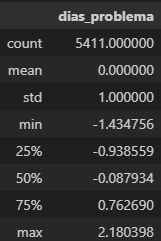 dias_problema
count 5411.000000
mean 0.000000
std 1.000000
min -1.434756
25% -0.938559
50% -0.087934
75% 0.762690
max 2.180398